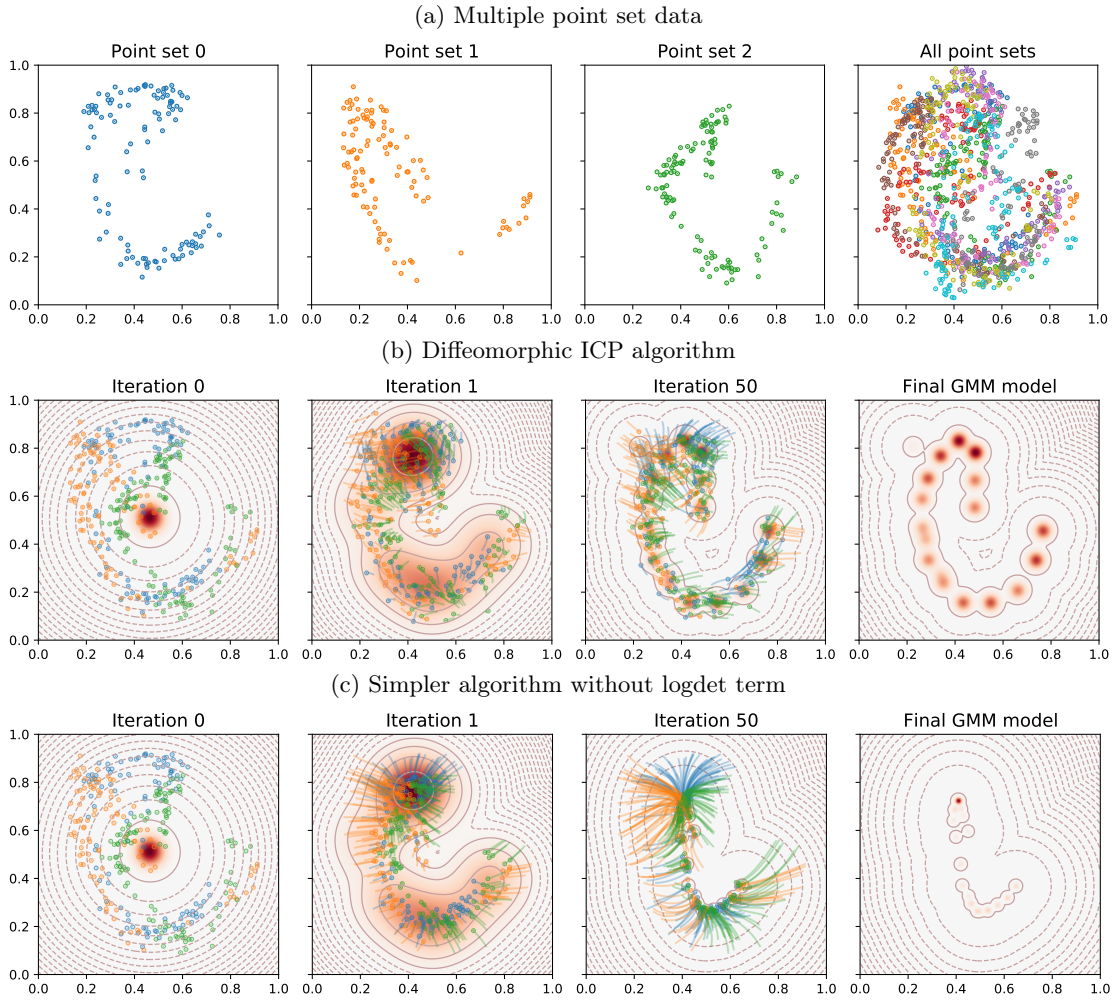 (a) Multiple point set data
Point set 0 Point set 1 Point set 2 All point sets
1.0
0.8
0.6
0.4
0.2
0.0
0.0 0.2 0.4 0.6 0.8 1.0 0.0 0.2 0.4 0.6 0.8 1.0 0.0 0.2 0.4 0.6 0.8 1.0 0.0 0.2 0.4 0.6 0.8 1.0
(b) Diffeomorphic ICP algorithm
Iteration 0 Iteration 1 Iteration 50 Final GMM model
1.0
0.8
0.6
0.4
0.2
0.0
0.0 0.2 0.4 0.6 0.8 1.0 0.0 0.2 0.4 0.6 0.8 1.0 0.0 0.2 0.4 0.6 0.8 1.0 0.0 0.2 0.4 0.6 0.8 1.0
(c) Simpler algorithm without logdet term
Iteration 0 Iteration 1 Iteration 50 Final GMM model
1.0
0.8
0.6
0.4
0.2
0.0
0.0 0.2 0.4 0.6 0.8 1.0 0.0 0.2 0.4 0.6 0.8 1.0 0.0 0.2 0.4 0.6 0.8 1.0 0.0 0.2 0.4 0.6 0.8 1.0